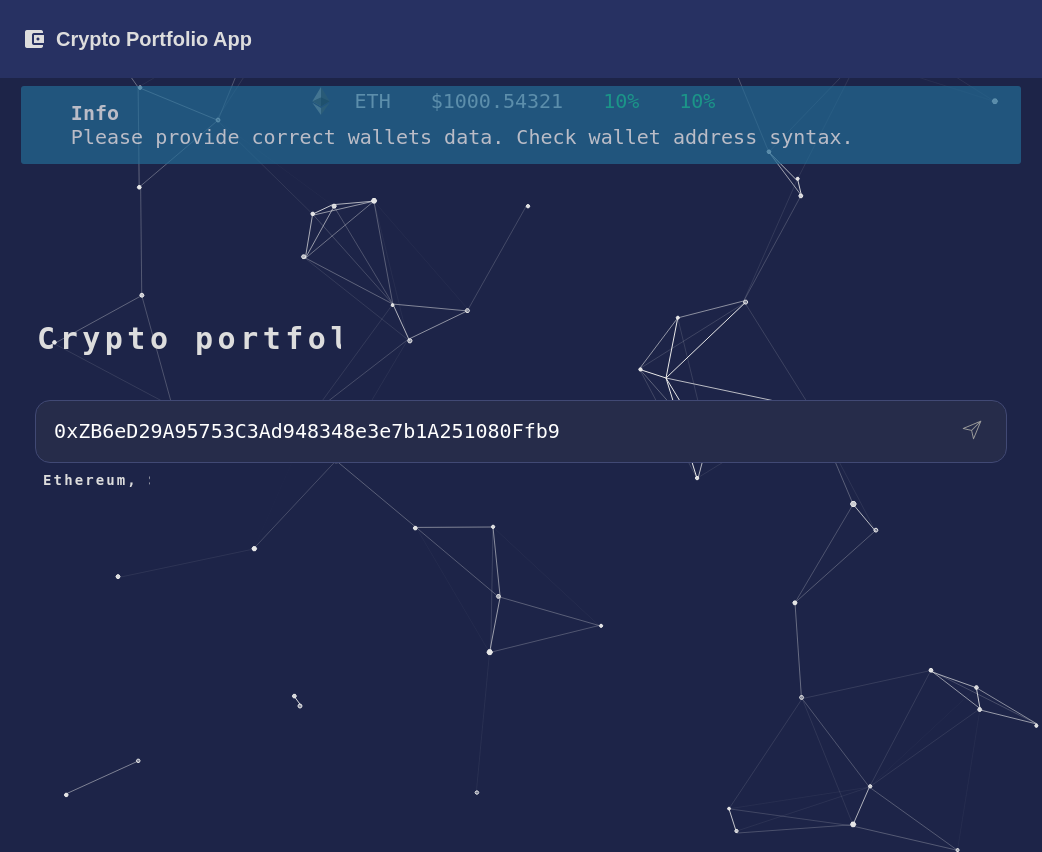 Crypto Portfolio App
ETH $1000.54321 10% 10%
Info
Please provide correct wallets data. Check wallet address syntax.
Crypto portfol
0xZB6eD29A95753C3Ad948348e3e7b1A251080Ffb9
Ethereum,